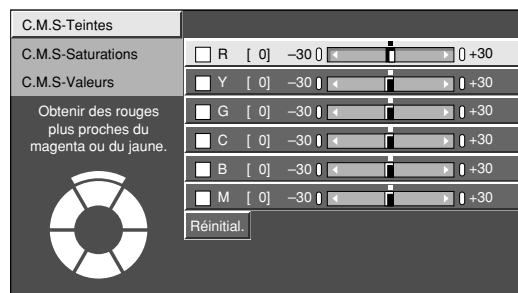 C.M.S-Teintes
C.M.S-Saturations
C.M.S-Valeurs
Obtenir des rouges
plus proches du
magenta ou du jaune.
R [ 0] –30 +30
Y [ 0] –30 +30
G [ 0] –30 +30
C [ 0] –30 +30
B [ 0] –30 +30
M [ 0] –30 +30
Réinitial.